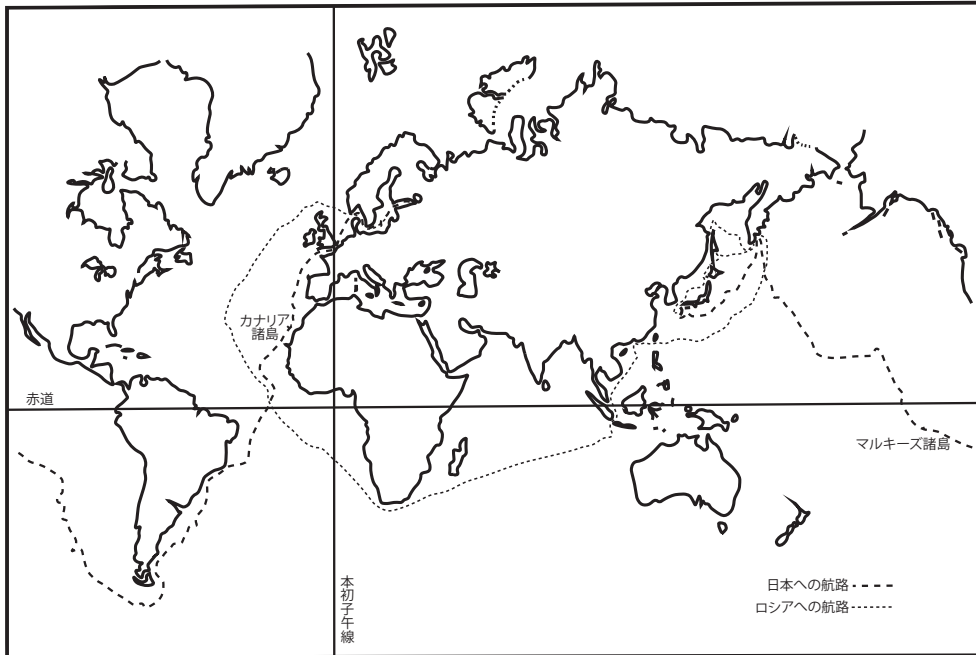 カナリア
諸島
赤道
マルキーズ諸島
本初子午線
日本への航路
ロシアへの航路